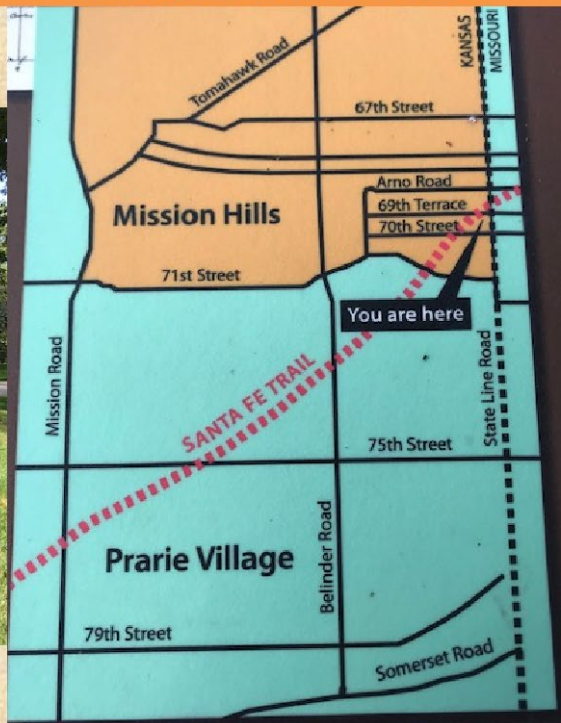 KANSAS
MISSOURI
Tomahawk Road
67th Street
Arno Road
69th Terrace
70th Street
Mission Hills
71st Street
You are here
Mission Road
SANTA FE TRAIL
State Line Road
75th Street
Belinder Road
Prarie Village
79th Street
Somerset Road